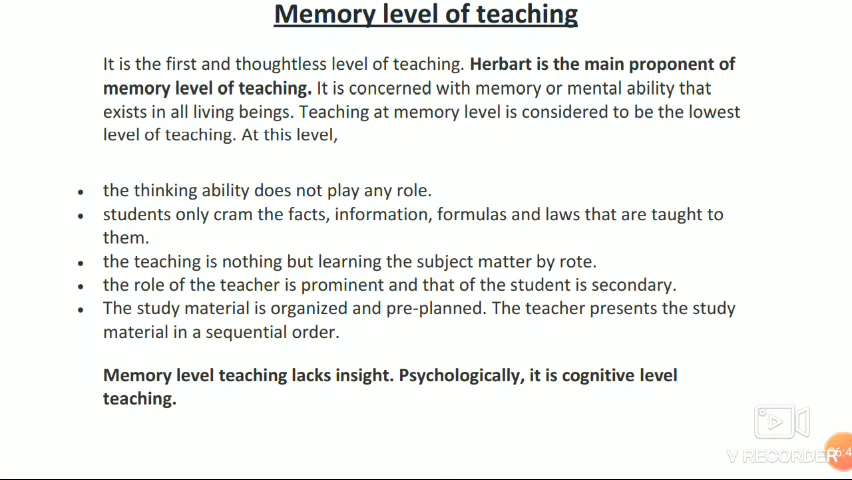 Memory level of teaching
It is the first and thoughtless level of teaching. Herbart is the main proponent of
memory level of teaching. It is concerned with memory or mental ability that
exists in all living beings. Teaching at memory level is considered to be the lowest
level of teaching. At this level,
• the thinking ability does not play any role.
• students only cram the facts, information, formulas and laws that are taught to
them.
• the teaching is nothing but learning the subject matter by rote.
• the role of the teacher is prominent and that of the student is secondary.
• The study material is organized and pre-planned. The teacher presents the study
material in a sequential order.
Memory level teaching lacks insight. Psychologically, it is cognitive level
teaching.
V RECORDER